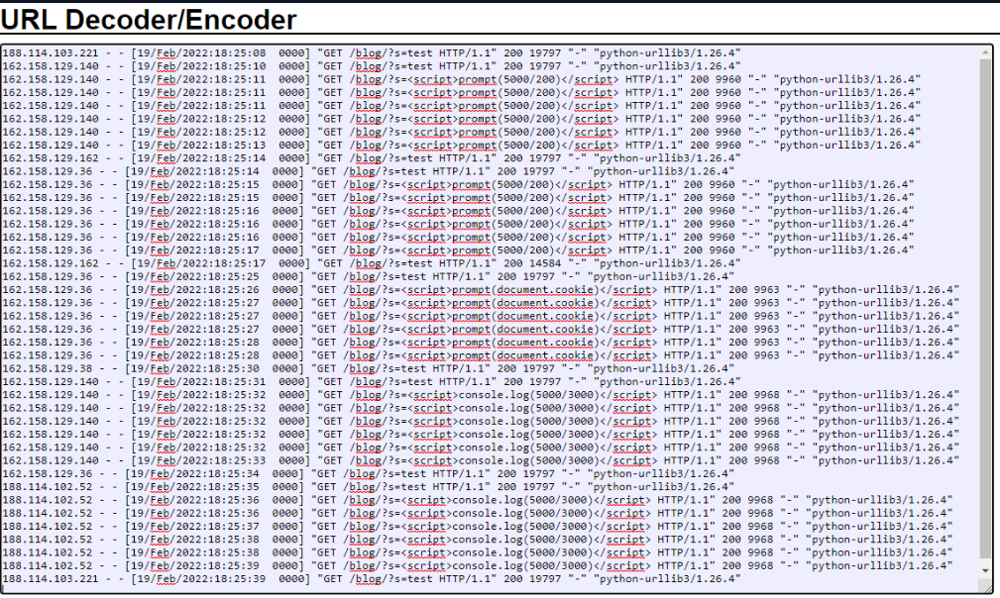 URL Decoder/Encoder
188.114.103.221 - - [19/Feb/2022:18:25:08  0000] "GET /blog/?s=test HTTP/1.1" 200 19797 "-" "python-urllib3/1.26.4"
162.158.129.140 - - [19/Feb/2022:18:25:10  0000] "GET /blog/?s=test HTTP/1.1" 200 19797 "-" "python-urllib3/1.26.4"
162.158.129.140 - - [19/Feb/2022:18:25:11  0000] "GET /blog/?s=<script>prompt(5000/200)</script> HTTP/1.1" 200 9960 "-" "python-urllib3/1.26.4"
162.158.129.140 - - [19/Feb/2022:18:25:11  0000] "GET /blog/?s=<script>prompt(5000/200)</script> HTTP/1.1" 200 9960 "-" "python-urllib3/1.26.4"
162.158.129.140 - - [19/Feb/2022:18:25:11  0000] "GET /blog/?s=<script>prompt(5000/200)</script> HTTP/1.1" 200 9960 "-" "python-urllib3/1.26.4"
162.158.129.140 - - [19/Feb/2022:18:25:12  0000] "GET /blog/?s=<script>prompt(5000/200)</script> HTTP/1.1" 200 9960 "-" "python-urllib3/1.26.4"
162.158.129.140 - - [19/Feb/2022:18:25:12  0000] "GET /blog/?s=<script>prompt(5000/200)</script> HTTP/1.1" 200 9960 "-" "python-urllib3/1.26.4"
162.158.129.140 - - [19/Feb/2022:18:25:13  0000] "GET /blog/?s=<script>prompt(5000/200)</script> HTTP/1.1" 200 9960 "-" "python-urllib3/1.26.4"
162.158.129.162 - - [19/Feb/2022:18:25:14  0000] "GET /blog/?s=test HTTP/1.1" 200 19797 "-" "python-urllib3/1.26.4"
162.158.129.36 - - [19/Feb/2022:18:25:14  0000] "GET /blog/?s=test HTTP/1.1" 200 19797 "-" "python-urllib3/1.26.4"
162.158.129.36 - - [19/Feb/2022:18:25:15  0000] "GET /blog/?s=<script>prompt(5000/200)</script> HTTP/1.1" 200 9960 "-" "python-urllib3/1.26.4"
162.158.129.36 - - [19/Feb/2022:18:25:15  0000] "GET /blog/?s=<script>prompt(5000/200)</script> HTTP/1.1" 200 9960 "-" "python-urllib3/1.26.4"
162.158.129.36 - - [19/Feb/2022:18:25:16  0000] "GET /blog/?s=<script>prompt(5000/200)</script> HTTP/1.1" 200 9960 "-" "python-urllib3/1.26.4"
162.158.129.36 - - [19/Feb/2022:18:25:16  0000] "GET /blog/?s=<script>prompt(5000/200)</script> HTTP/1.1" 200 9960 "-" "python-urllib3/1.26.4"
162.158.129.36 - - [19/Feb/2022:18:25:16  0000] "GET /blog/?s=<script>prompt(5000/200)</script> HTTP/1.1" 200 9960 "-" "python-urllib3/1.26.4"
162.158.129.36 - - [19/Feb/2022:18:25:17  0000] "GET /blog/?s=<script>prompt(5000/200)</script> HTTP/1.1" 200 9960 "-" "python-urllib3/1.26.4"
162.158.129.162 - - [19/Feb/2022:18:25:17  0000] "GET /blog/?s=test HTTP/1.1" 200 14584 "-" "python-urllib3/1.26.4"
162.158.129.36 - - [19/Feb/2022:18:25:25  0000] "GET /blog/?s=test HTTP/1.1" 200 19797 "-" "python-urllib3/1.26.4"
162.158.129.36 - - [19/Feb/2022:18:25:26  0000] "GET /blog/?s=<script>prompt(document.cookie)</script> HTTP/1.1" 200 9963 "-" "python-urllib3/1.26.4"
162.158.129.36 - - [19/Feb/2022:18:25:27  0000] "GET /blog/?s=<script>prompt(document.cookie)</script> HTTP/1.1" 200 9963 "-" "python-urllib3/1.26.4"
162.158.129.36 - - [19/Feb/2022:18:25:27  0000] "GET /blog/?s=<script>prompt(document.cookie)</script> HTTP/1.1" 200 9963 "-" "python-urllib3/1.26.4"
162.158.129.36 - - [19/Feb/2022:18:25:27  0000] "GET /blog/?s=<script>prompt(document.cookie)</script> HTTP/1.1" 200 9963 "-" "python-urllib3/1.26.4"
162.158.129.36 - - [19/Feb/2022:18:25:28  0000] "GET /blog/?s=<script>prompt(document.cookie)</script> HTTP/1.1" 200 9963 "-" "python-urllib3/1.26.4"
162.158.129.36 - - [19/Feb/2022:18:25:28  0000] "GET /blog/?s=<script>prompt(document.cookie)</script> HTTP/1.1" 200 9963 "-" "python-urllib3/1.26.4"
162.158.129.38 - - [19/Feb/2022:18:25:30  0000] "GET /blog/?s=test HTTP/1.1" 200 19797 "-" "python-urllib3/1.26.4"
162.158.129.140 - - [19/Feb/2022:18:25:31  0000] "GET /blog/?s=test HTTP/1.1" 200 19797 "-" "python-urllib3/1.26.4"
162.158.129.140 - - [19/Feb/2022:18:25:32  0000] "GET /blog/?s=<script>console.log(5000/3000)</script> HTTP/1.1" 200 9968 "-" "python-urllib3/1.26.4"
162.158.129.140 - - [19/Feb/2022:18:25:32  0000] "GET /blog/?s=<script>console.log(5000/3000)</script> HTTP/1.1" 200 9968 "-" "python-urllib3/1.26.4"
162.158.129.140 - - [19/Feb/2022:18:25:32  0000] "GET /blog/?s=<script>console.log(5000/3000)</script> HTTP/1.1" 200 9968 "-" "python-urllib3/1.26.4"
162.158.129.140 - - [19/Feb/2022:18:25:32  0000] "GET /blog/?s=<script>console.log(5000/3000)</script> HTTP/1.1" 200 9968 "-" "python-urllib3/1.26.4"
162.158.129.140 - - [19/Feb/2022:18:25:32  0000] "GET /blog/?s=<script>console.log(5000/3000)</script> HTTP/1.1" 200 9968 "-" "python-urllib3/1.26.4"
162.158.129.140 - - [19/Feb/2022:18:25:33  0000] "GET /blog/?s=<script>console.log(5000/3000)</script> HTTP/1.1" 200 9968 "-" "python-urllib3/1.26.4"
162.158.129.36 - - [19/Feb/2022:18:25:34  0000] "GET /blog/?s=test HTTP/1.1" 200 19797 "-" "python-urllib3/1.26.4"
188.114.102.52 - - [19/Feb/2022:18:25:35  0000] "GET /blog/?s=test HTTP/1.1" 200 19797 "-" "python-urllib3/1.26.4"
188.114.102.52 - - [19/Feb/2022:18:25:36  0000] "GET /blog/?s=<script>console.log(5000/3000)</script> HTTP/1.1" 200 9968 "-" "python-urllib3/1.26.4"
188.114.102.52 - - [19/Feb/2022:18:25:36  0000] "GET /blog/?s=<script>console.log(5000/3000)</script> HTTP/1.1" 200 9968 "-" "python-urllib3/1.26.4"
188.114.102.52 - - [19/Feb/2022:18:25:37  0000] "GET /blog/?s=<script>console.log(5000/3000)</script> HTTP/1.1" 200 9968 "-" "python-urllib3/1.26.4"
188.114.102.52 - - [19/Feb/2022:18:25:38  0000] "GET /blog/?s=<script>console.log(5000/3000)</script> HTTP/1.1" 200 9968 "-" "python-urllib3/1.26.4"
188.114.102.52 - - [19/Feb/2022:18:25:38  0000] "GET /blog/?s=<script>console.log(5000/3000)</script> HTTP/1.1" 200 9968 "-" "python-urllib3/1.26.4"
188.114.102.52 - - [19/Feb/2022:18:25:39  0000] "GET /blog/?s=<script>console.log(5000/3000)</script> HTTP/1.1" 200 9968 "-" "python-urllib3/1.26.4"
188.114.103.221 - - [19/Feb/2022:18:25:39  0000] "GET /blog/?s=test HTTP/1.1" 200 19797 "-" "python-urllib3/1.26.4"